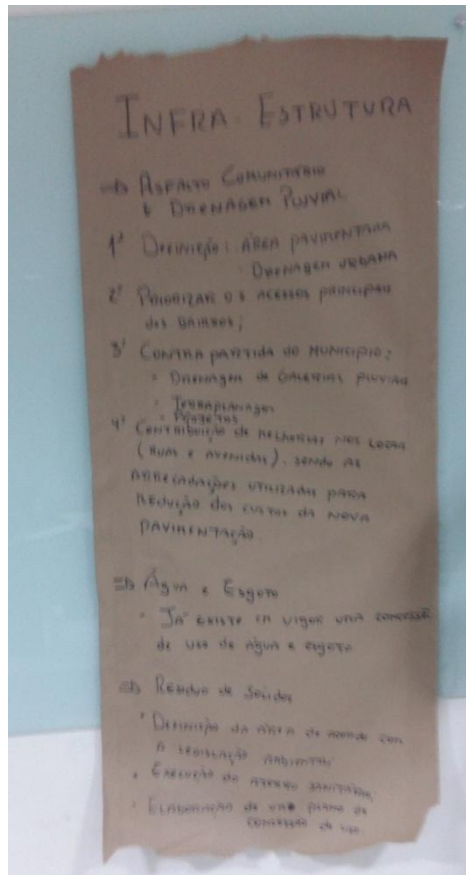 INFRA-ESTRUTURA
⇒ ASFALTO COMUNITÁRIO
E DRENAGEM PLUVIAL
1º DEFINIÇÃO: ÁREA PAVIMENTADA
DRENAGEM URBANA
2º PRIORIZAR OS ACESSOS PRINCIPAIS
DOS BAIRROS;
3º CONTRA PARTIDA DO MUNICÍPIO:
• DRENAGEM DE GALERIAS PLUVIAIS
• TERRAPLANAGEM
• PROJETOS
4º CONTRIBUIÇÃO DE MELHORIAS NOS
(RUAS E AVENIDAS), SENDO AS
ARRECADAÇÕES UTILIZADAS PARA
REDUÇÃO DOS CUSTOS DA NOVA
PAVIMENTAÇÃO.
⇒ ÁGUA E ESGOTO
• JÁ EXISTE EM VIGOR UMA CONCESSÃO
DE USO DE ÁGUA E ESGOTO
⇒ RESÍDUO DE SÓLIDOS
• DEFINIÇÃO DA ÁREA DE ACORDO COM
A LEGISLAÇÃO AMBIENTAL;
• EXECUÇÃO DO ATERRO SANITÁRIO;
• ELABORAÇÃO DE UM PLANO DE
CONCESSÃO DE USO.